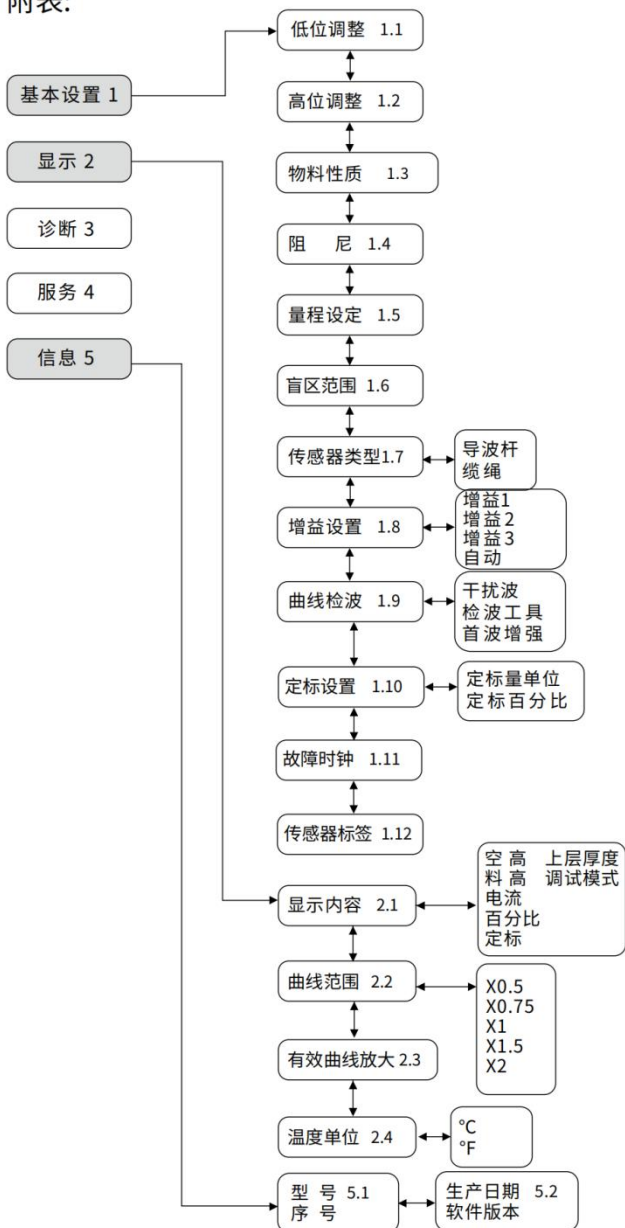 附表:
基本设置 1
显示 2
诊断 3
服务 4
信息 5
低位调整 1.1
高位调整 1.2
物料性质 1.3
阻 尼 1.4
量程设定 1.5
盲区范围 1.6
传感器类型1.7
导波杆
缆绳
增益设置 1.8
增益1
增益2
增益3
自动
曲线检波 1.9
干扰波
检波工具
首波增强
定标设置 1.10
定标量单位
定标百分比
故障时钟 1.11
传感器标签 1.12
显示内容 2.1
空 高 上层厚度
料 高 调试模式
电流
百分比
定标
曲线范围 2.2
X0.5
X0.75
X1
X1.5
X2
有效曲线放大 2.3
温度单位 2.4
°C
°F
型 号 5.1
序 号
生产日期 5.2
软件版本